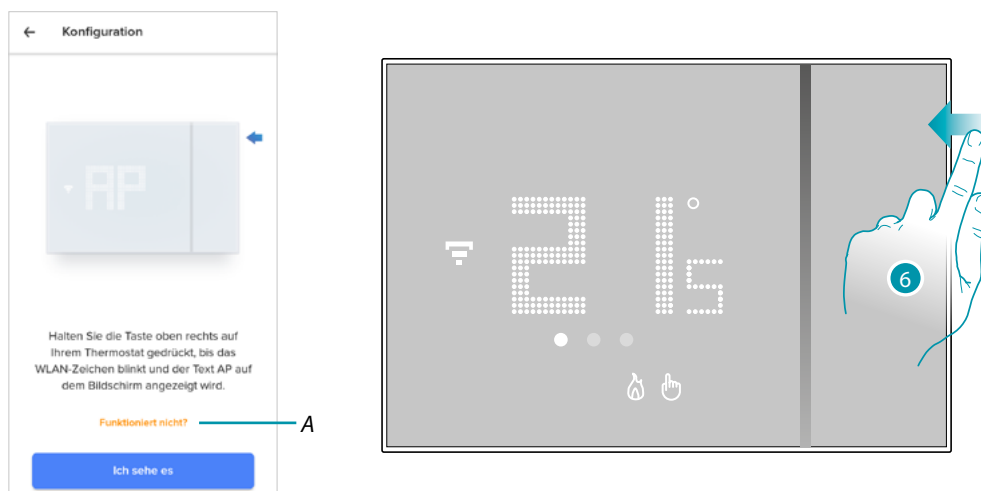 Konfiguration
AP
Halten Sie die Taste oben rechts auf
Ihrem Thermostat gedrückt, bis das
WLAN-Zeichen blinkt und der Text AP auf
dem Bildschirm angezeigt wird.
Funktioniert nicht?
A
Ich sehe es
21°5
6